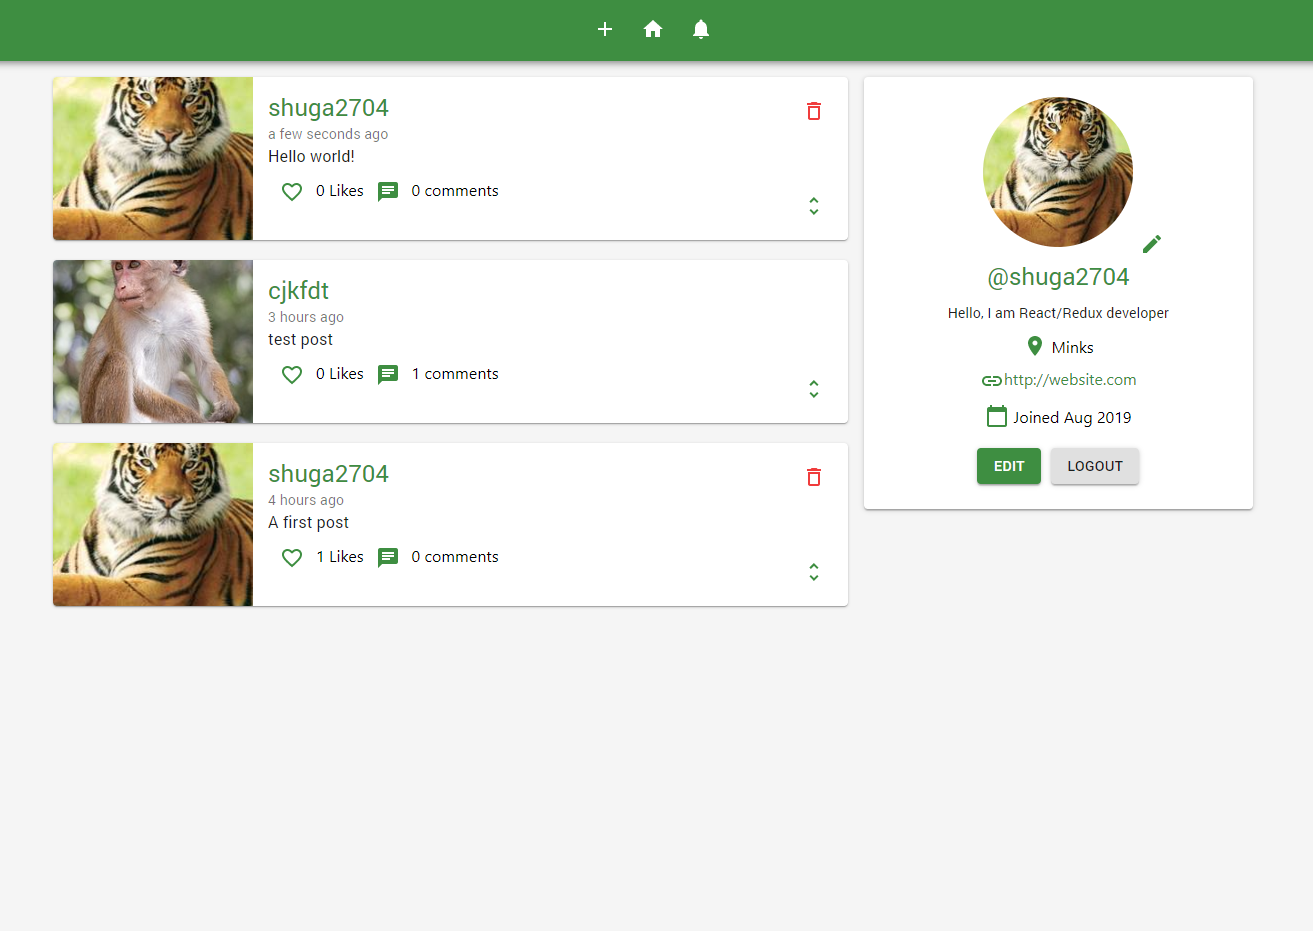 shuga2704
a few seconds ago
Hello world!
0 Likes 0 comments
cjkfdt
3 hours ago
test post
0 Likes 1 comments
shuga2704
4 hours ago
A first post
1 Likes 0 comments
@shuga2704
Hello, I am React/Redux developer
Minks
http://website.com
Joined Aug 2019
EDIT LOGOUT